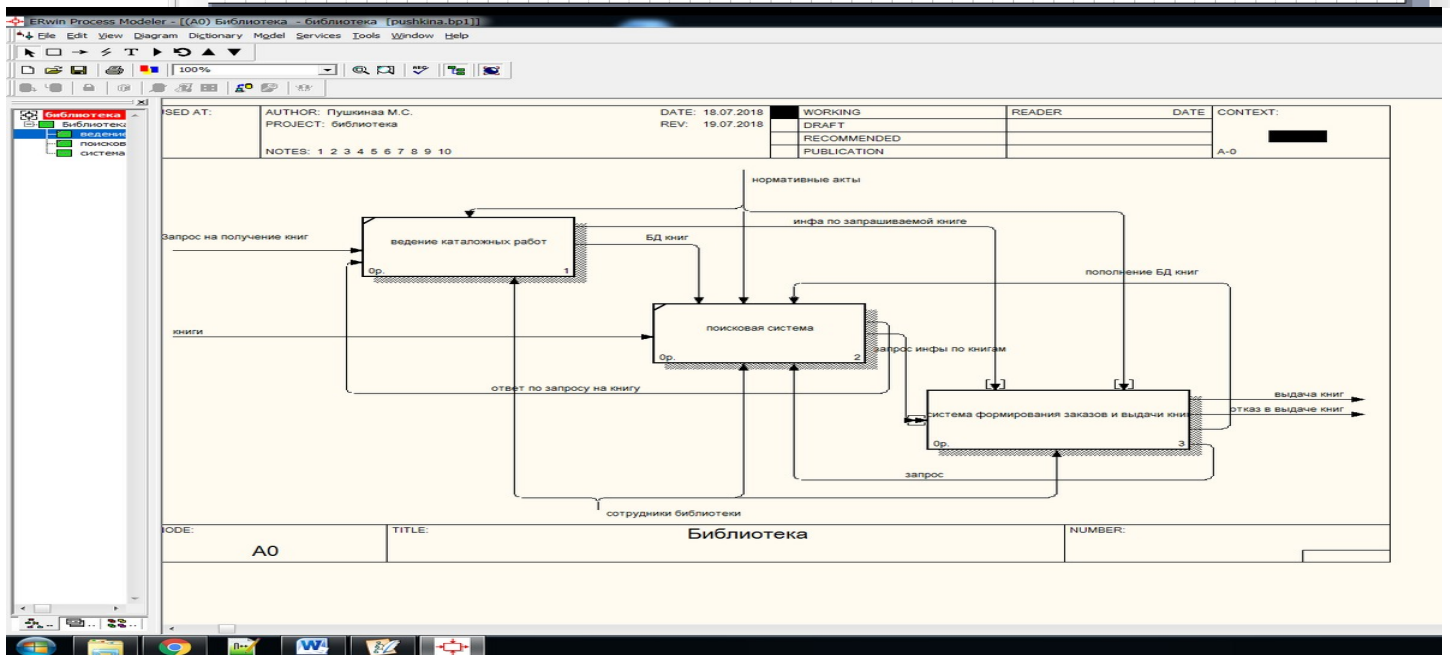 ERwin Process Modeler - [(A0) Библиотека - библиотека [pushkina.bp1]]
File Edit View Diagram Dictionary Model Services Tools Window Help
100%
библиотека
Библиотека
ведение
поисков
система
SED AT:
AUTHOR: Пушкинаа М.С.
DATE: 18.07.2018
PROJECT: библиотека
REV: 19.07.2018
NOTES: 1 2 3 4 5 6 7 8 9 10
WORKING
DRAFT
RECOMMENDED
PUBLICATION
READER
DATE
CONTEXT:
A-0
нормативные акты
инфа по запрашиваемой книге
Запрос на получение книг
ведение каталожных работ
0р. 1
БД книг
пополнение БД книг
книги
поисковая система
0р. 2
запрос инфы по книгам
ответ по запросу на книгу
система формирования заказов и выдачи книг
0р. 3
выдача книг
отказ в выдаче книг
запрос
сотрудники библиотеки
ODE:
A0
TITLE:
Библиотека
NUMBER: